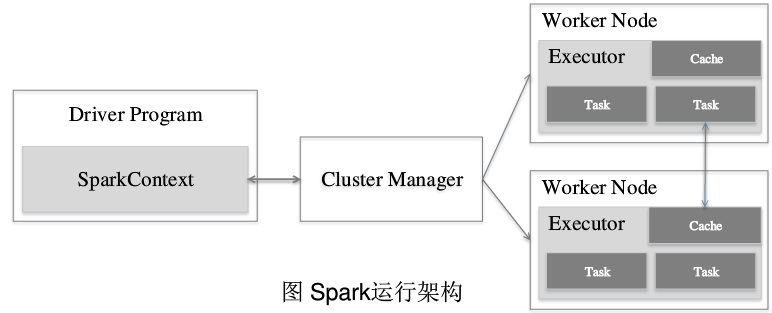 Driver Program
SparkContext
Cluster Manager
Worker Node
Executor
Cache
Task
Task
Worker Node
Executor
Cache
Task
Task
图 Spark运行架构